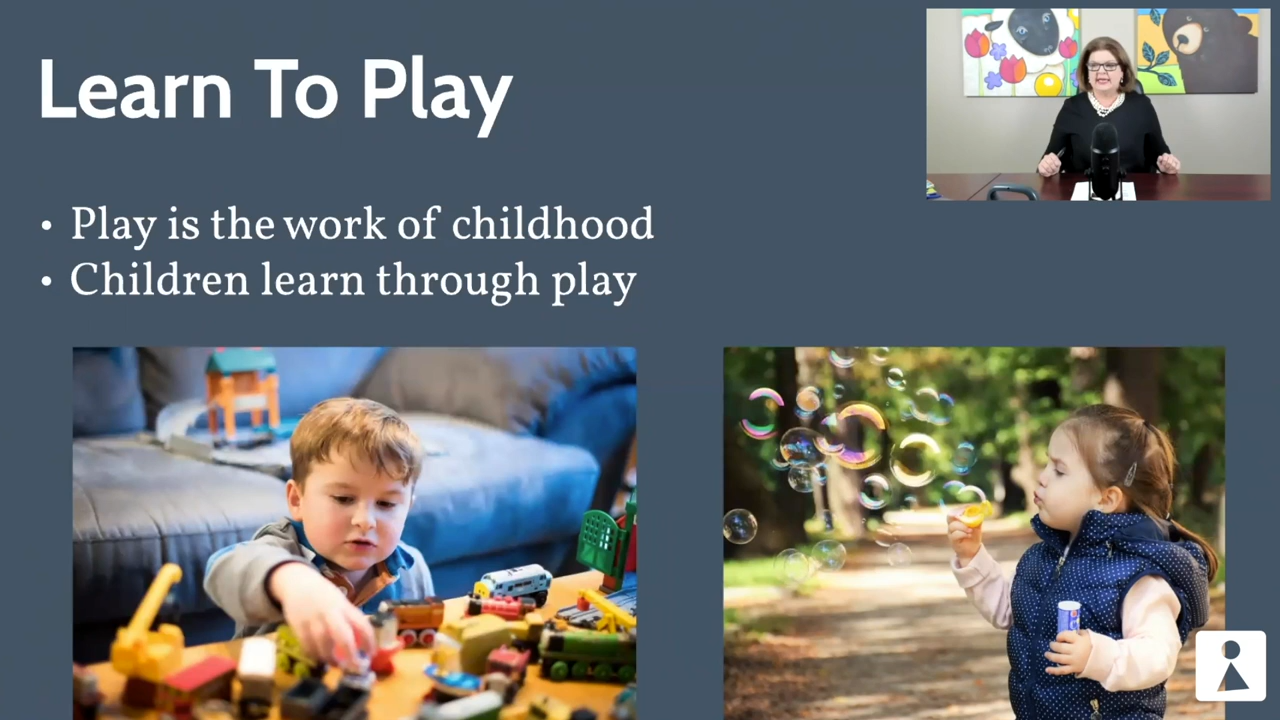 Learn To Play
• Play is the work of childhood
• Children learn through play